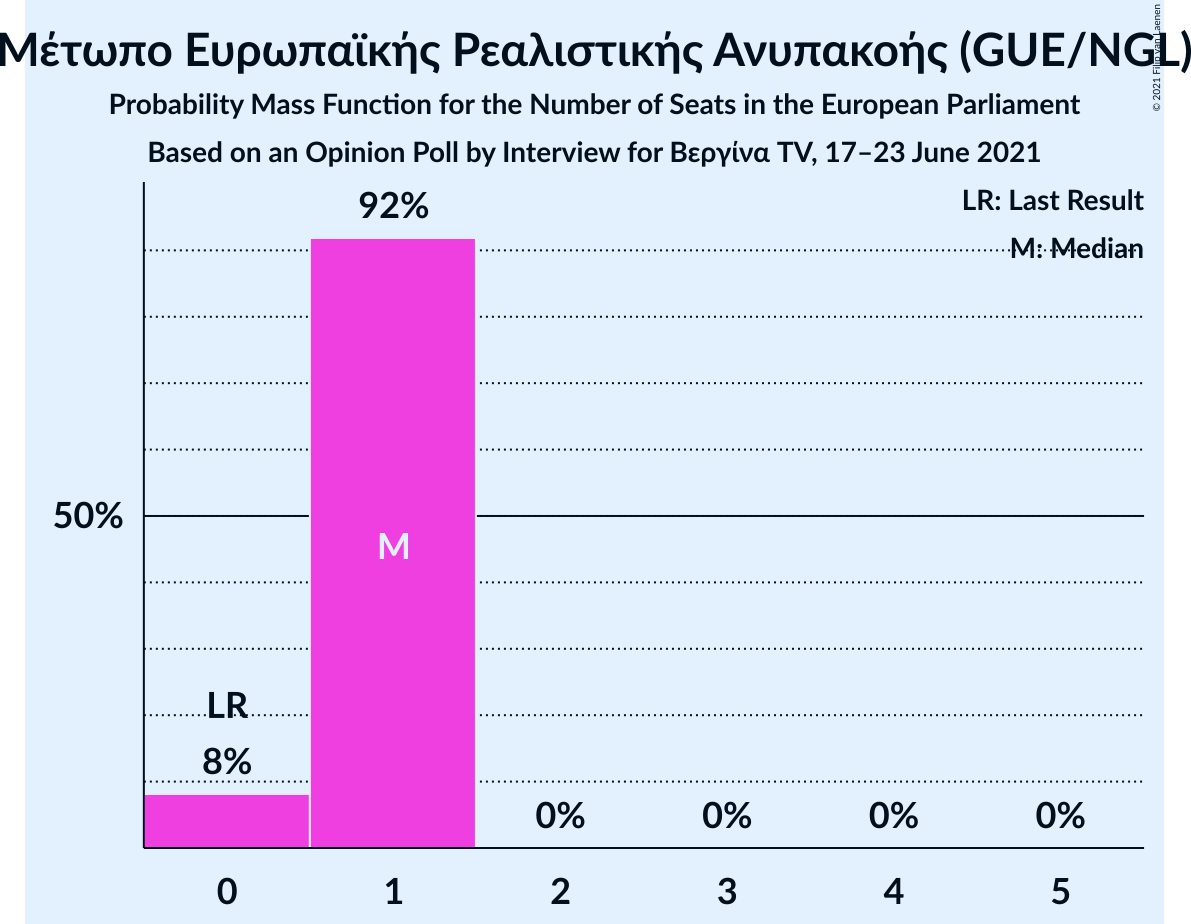 Μέτωπο Ευρωπαϊκής Ρεαλιστικής Ανυπακοής (GUE/NGL)
Probability Mass Function for the Number of Seats in the European Parliament
Based on an Opinion Poll by Interview for Βεργίνα TV, 17–23 June 2021
© 2021 Filip van Laenen
LR: Last Result
M: Median
92%
50%
M
LR
8%
0% 0% 0% 0%
0 1 2 3 4 5